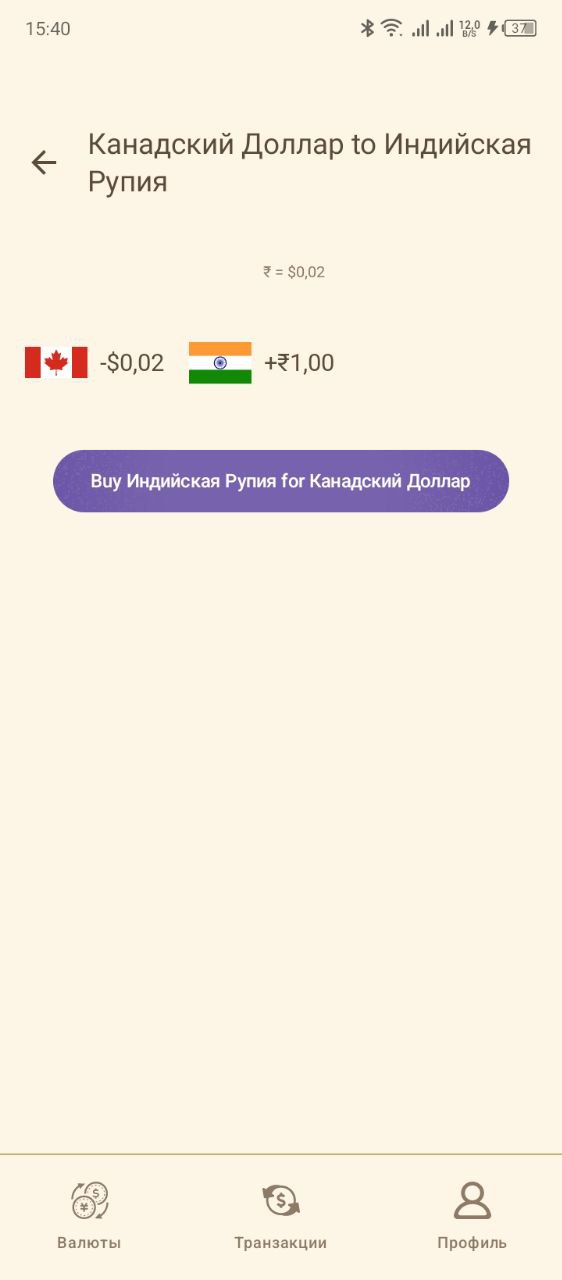 15:40
12,0
B/S
37
Канадский Доллар to Индийская
Рупия
₹ = $0,02
-$0,02
+₹1,00
Buy Индийская Рупия for Канадский Доллар
Валюты
Транзакции
Профиль